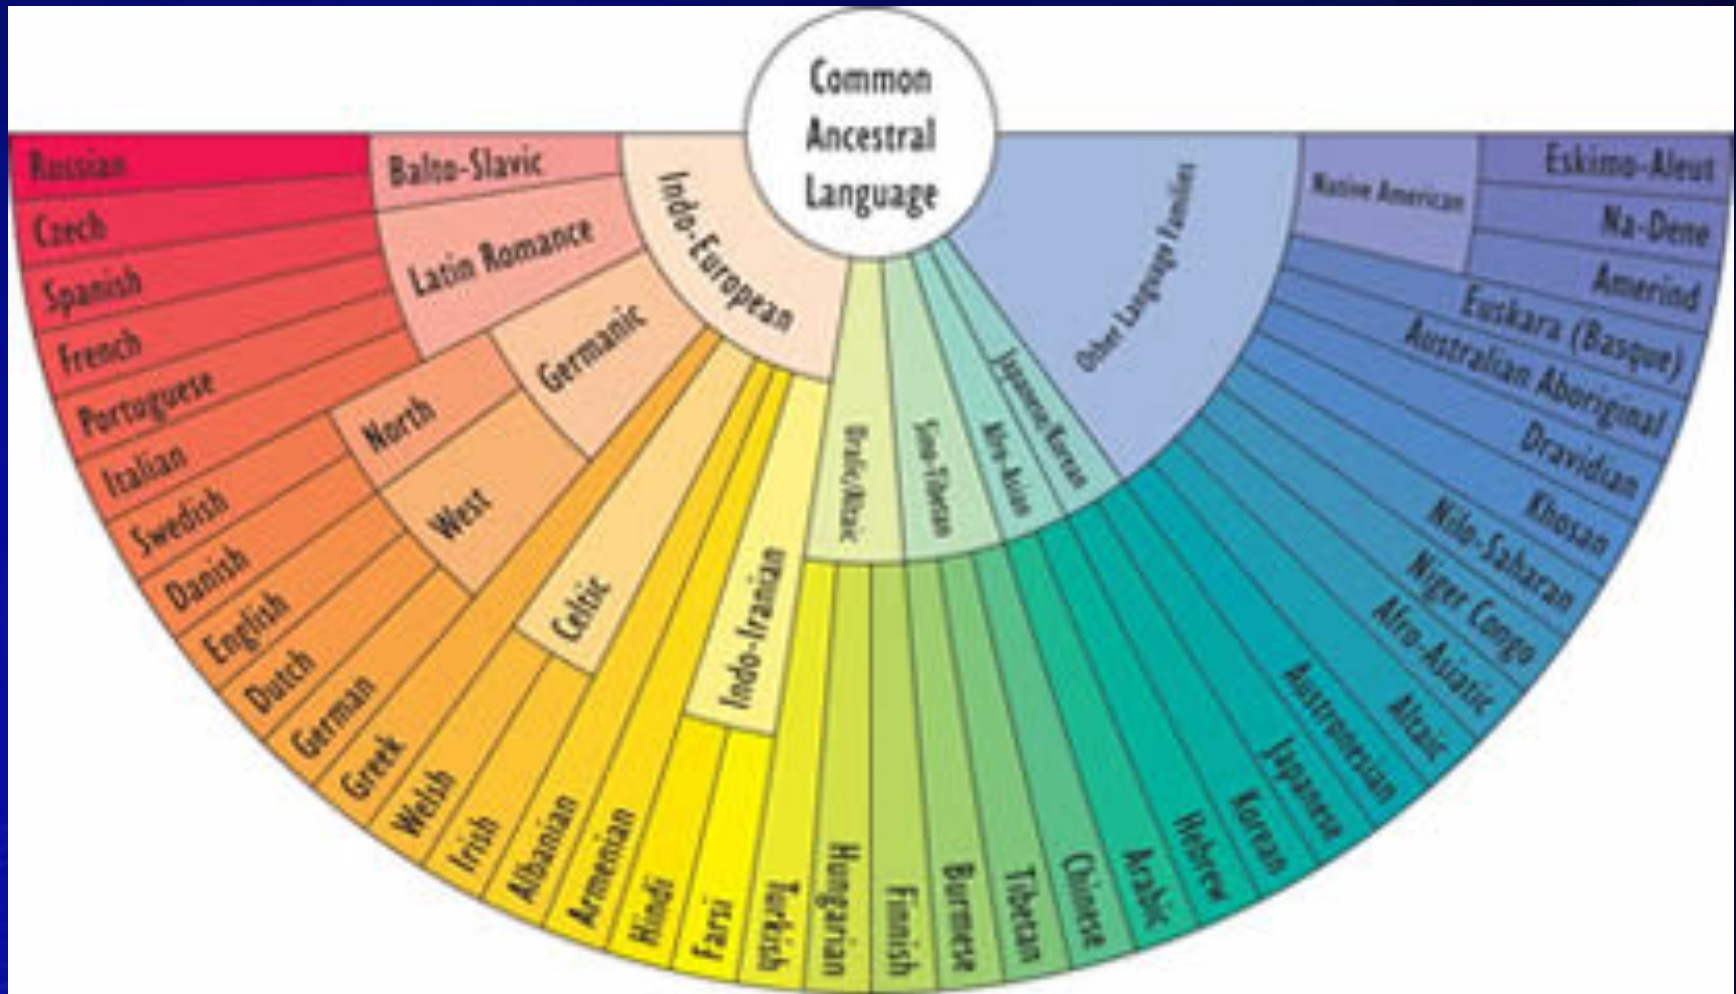 Common
Ancestral
Language
Indo-European
Balto-Slavic
Russian
Czech
Latin Romance
Spanish
French
Portuguese
Italian
Germanic
North
Swedish
Danish
West
English
Dutch
German
Greek
Celtic
Welsh
Irish
Albanian
Armenian
Indo-Iranian
Hindi
Farsi
Uralic/Altaic
Turkish
Hungarian
Finnish
Sino-Tibetan
Burmese
Tibetan
Chinese
Afro-Asian
Arabic
Hebrew
Japanese/Korean
Korean
Japanese
Other Language Families
Austronesian
Altaic
Afro-Asiatic
Niger Congo
Nilo-Saharan
Khosan
Dravidian
Australian Aboriginal
Euskara (Basque)
Native American
Amerind
Na-Dene
Eskimo-Aleut